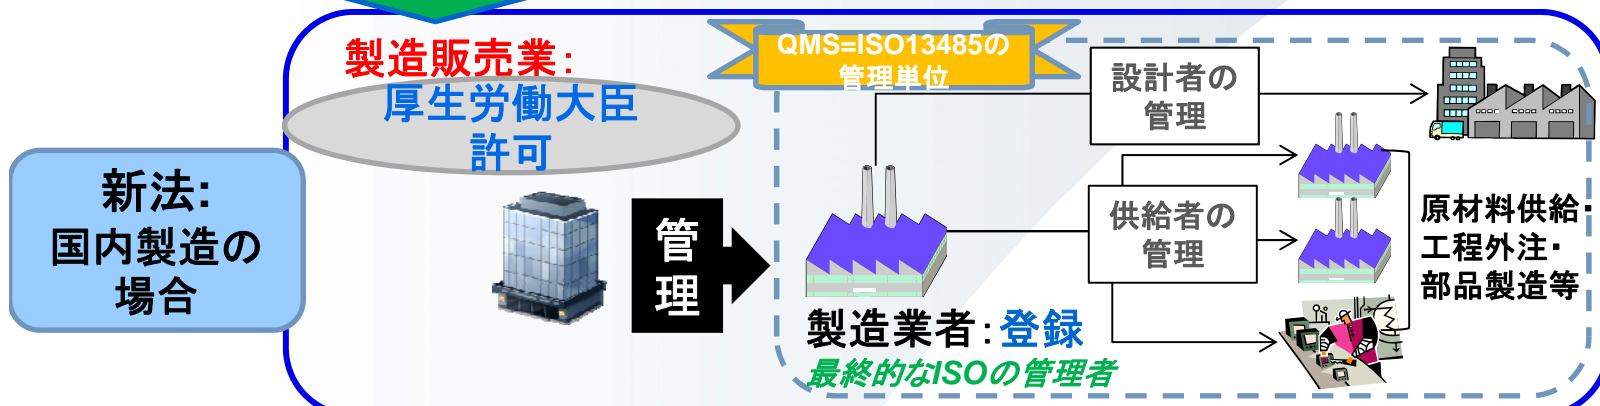 製造販売業:
厚生労働大臣
許可
QMS=ISO13485の
管理単位
設計者の
管理
新法:
国内製造の
場合
管
理
供給者の
管理
原材料供給・
工程外注・
部品製造等
製造業者:登録
最終的なISOの管理者